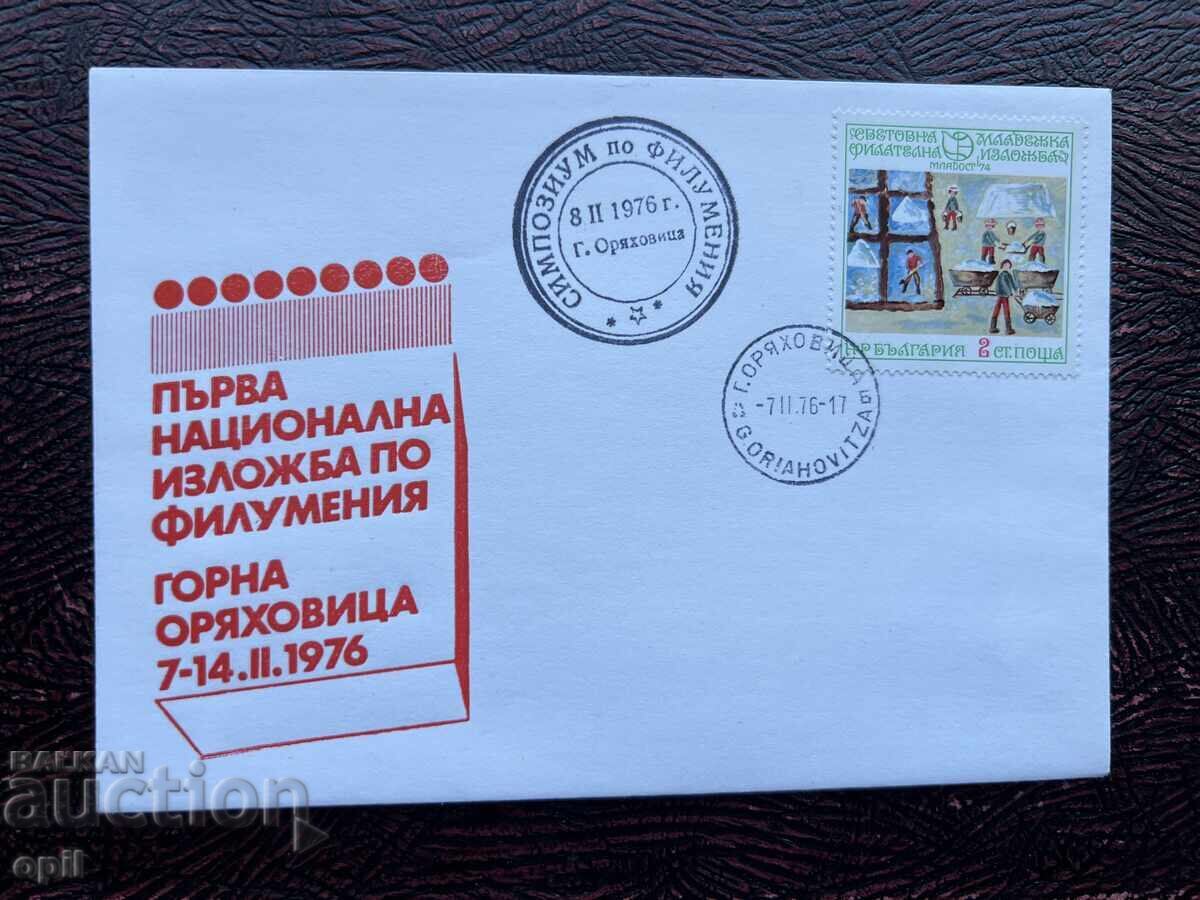 СИМПОЗИУМ по ФИЛУМЕНИЯ
8 II 1976 г.
Г. Оряховица
СВЕТОВНА МЛАДЕЖКА
ФИЛАТЕЛНА ИЗЛОЖБА
МЛАДОСТ '74
НР БЪЛГАРИЯ 2 СТ. ПОЩА
Г. ОРЯХОВИЦА
-7.II.76-17
G. ORIAHOVITZA
ПЪРВА
НАЦИОНАЛНА
ИЗЛОЖБА ПО
ФИЛУМЕНИЯ
ГОРНА
ОРЯХОВИЦА
7-14.II.1976
BALKAN
auction
opil